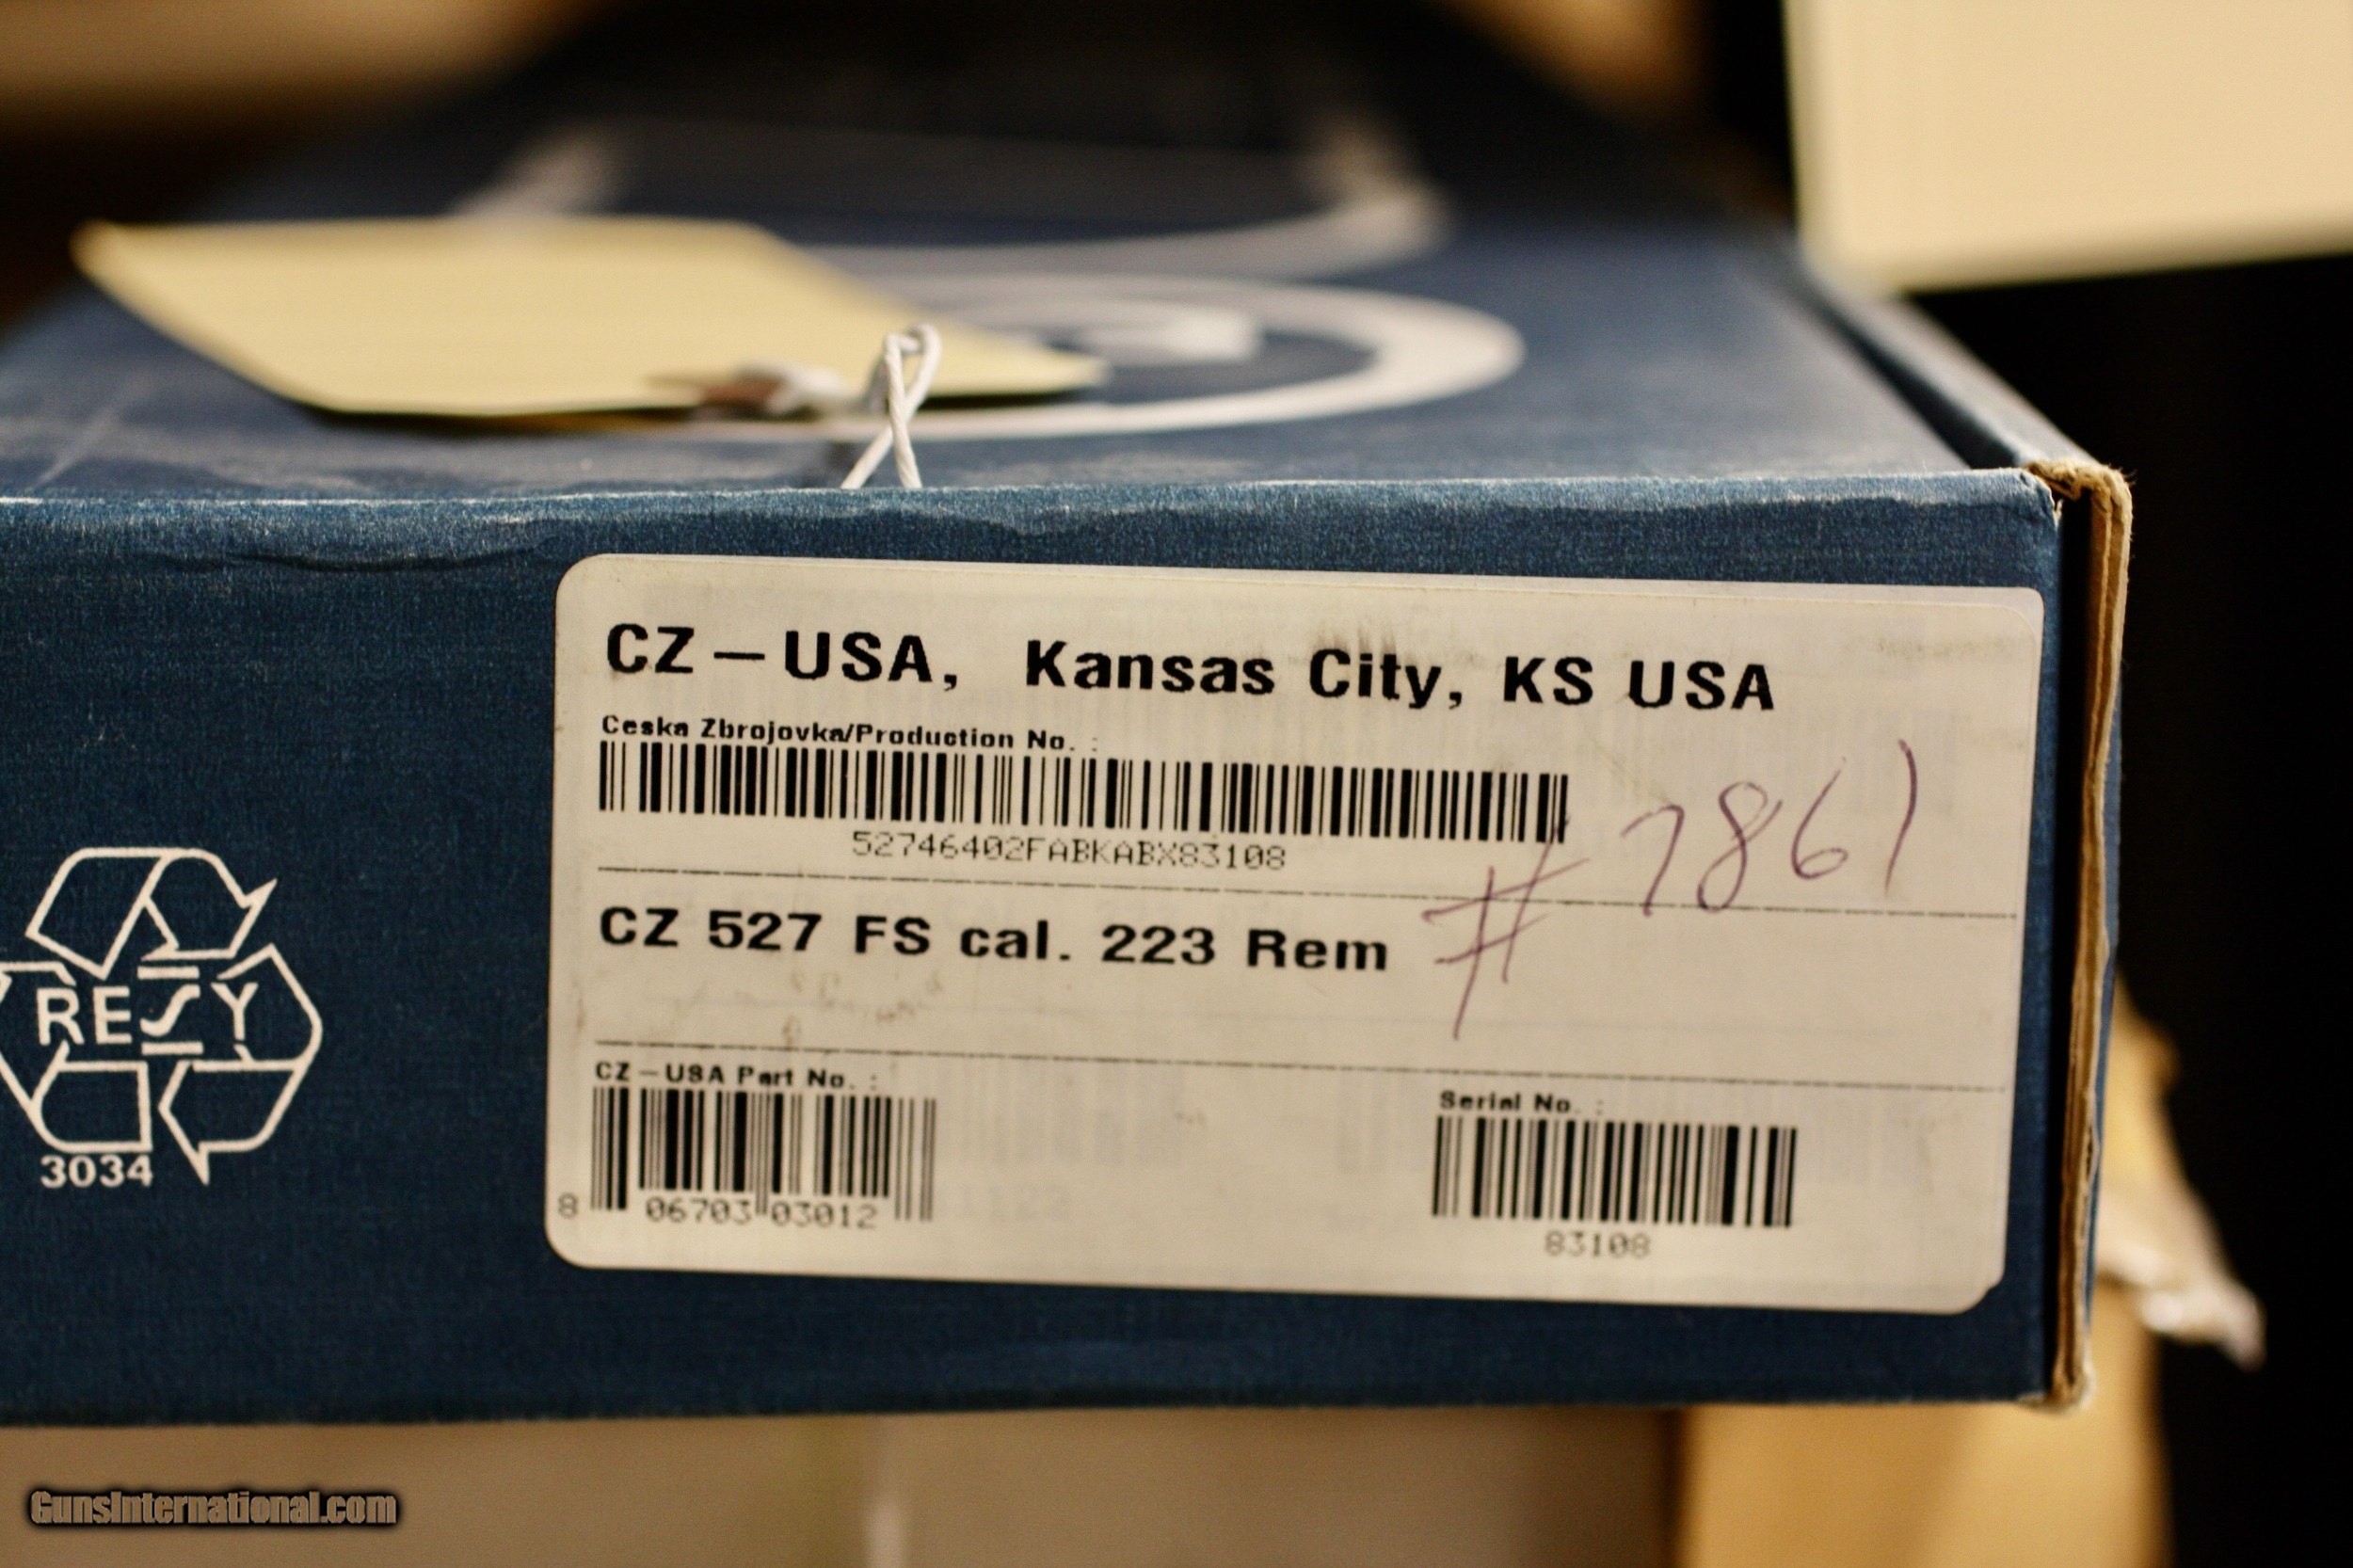 CZ-USA, Kansas City, KS USA
Ceska Zbrojovka/Production No. :
52746402FABKABX83108
# 7861
CZ 527 FS cal. 223 Rem
CZ-USA Part No. :
8 06703 03012
Serial No. :
83108
RESY
3034
GunsInternational.com